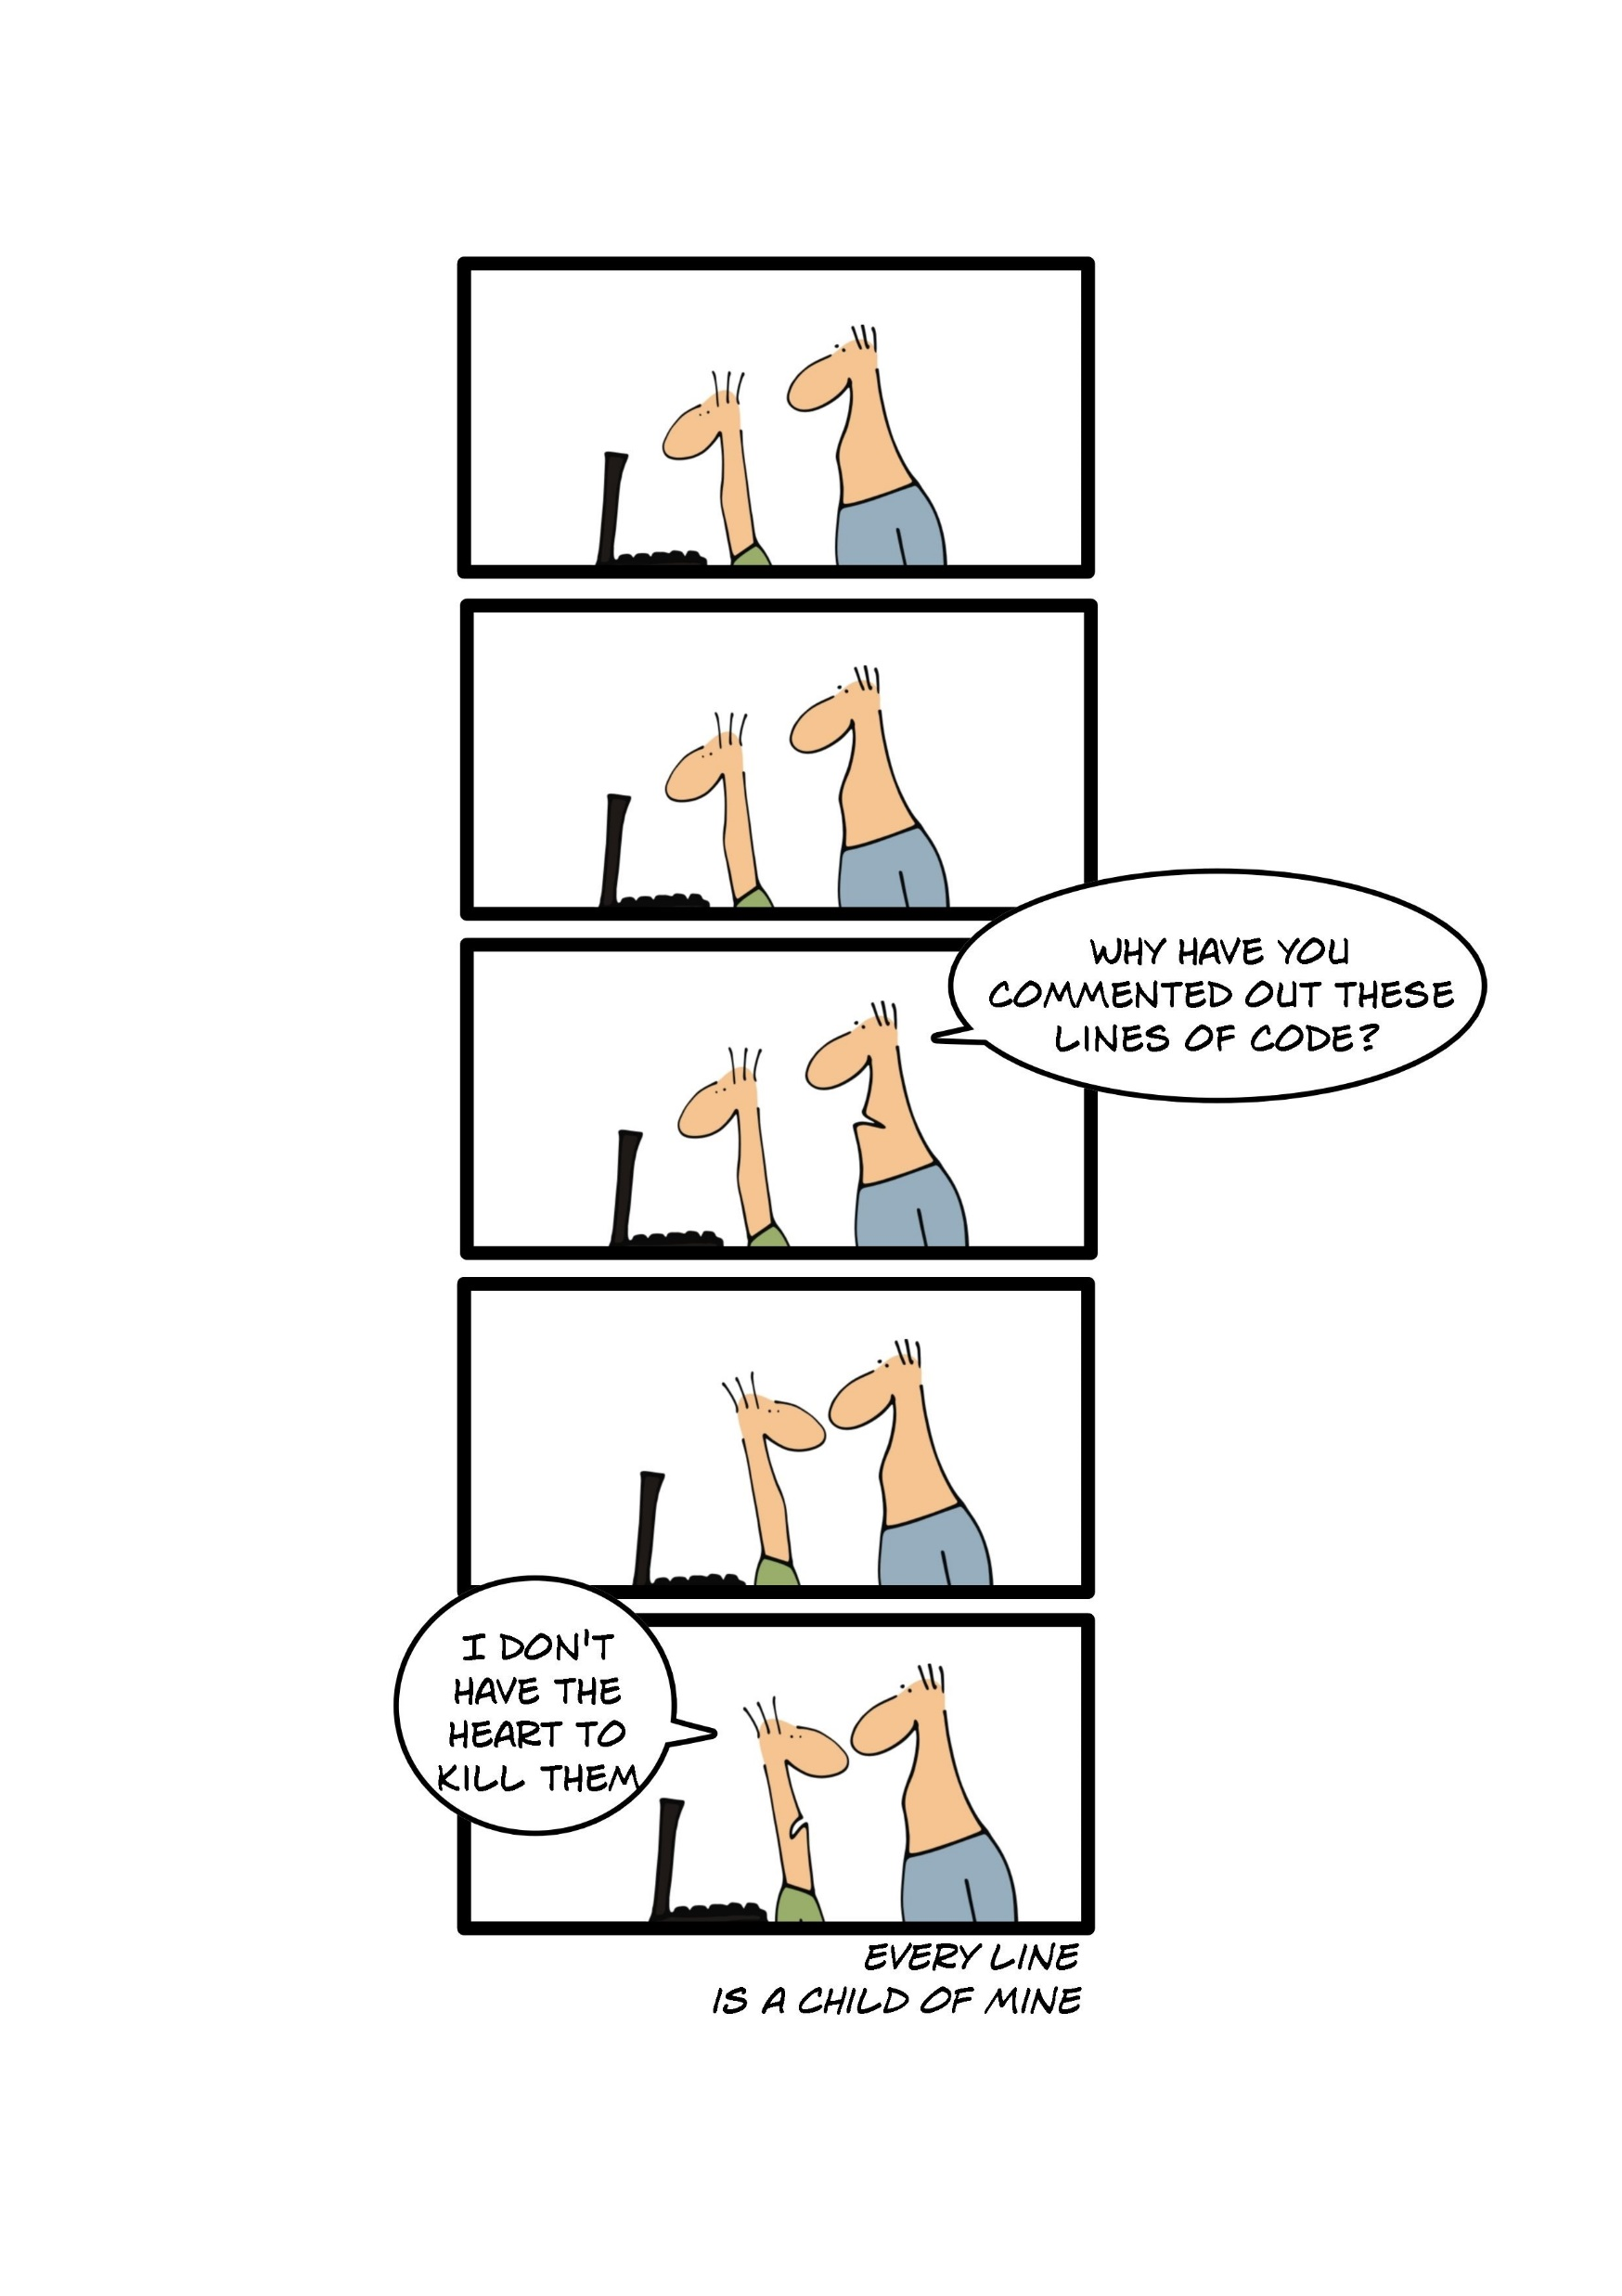 WHY HAVE YOU
COMMENTED OUT THESE
LINES OF CODE?
I DON'T
HAVE THE
HEART TO
KILL THEM
EVERY LINE
IS A CHILD OF MINE